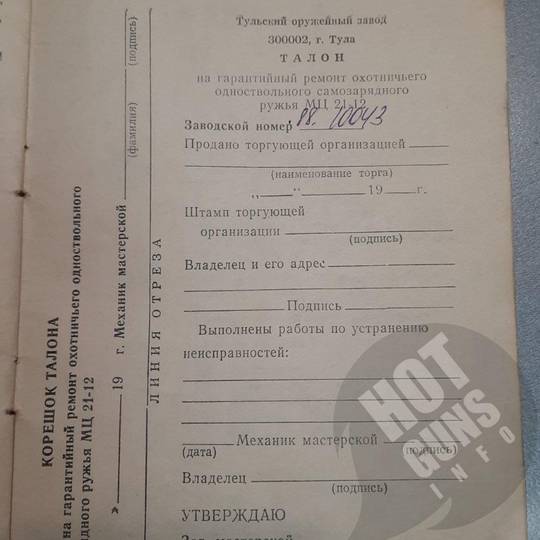 Тульский оружейный завод
300002, г. Тула
ТАЛОН
на гарантийный ремонт охотничьего
одноствольного самозарядного
ружья МЦ 21-12
Заводской номер 88. 10043
Продано торгующей организацией
(наименование торга)
„ “ 19 г.
Штамп торгующей
организации
(подпись)
Владелец и его адрес
Подпись
Выполнены работы по устранению
неисправностей:
Механик мастерской
(дата) (подпись)
Владелец
(подпись)
УТВЕРЖДАЮ
ЛИНИЯ ОТРЕЗА
КОРЕШОК ТАЛОНА
на гарантийный ремонт охотничьего одноствольного
ружья МЦ 21-12
» 19 г. Механик мастерской
(фамилия) (подпись)
HOT
GUNS
INFO